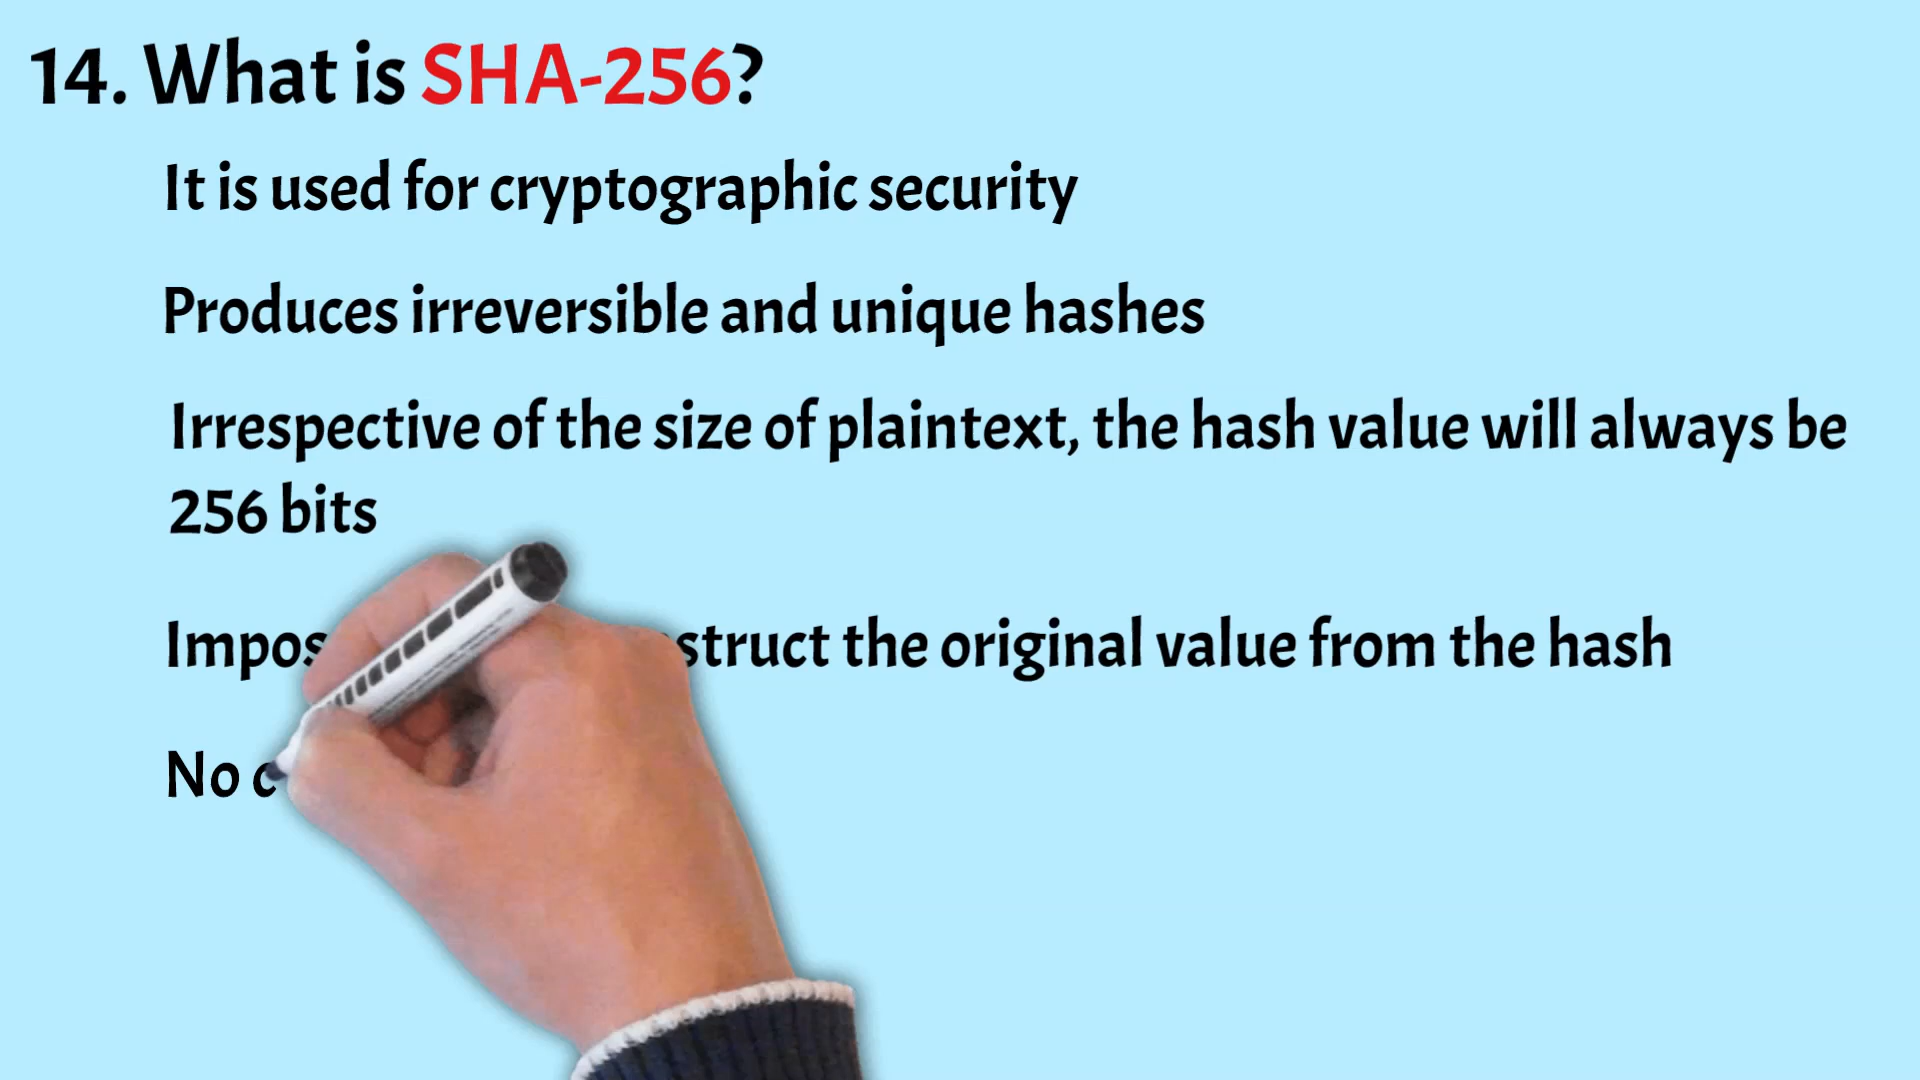 14. What is SHA-256?
It is used for cryptographic security
Produces irreversible and unique hashes
Irrespective of the size of plaintext, the hash value will always be
256 bits
the original value from the hash
No